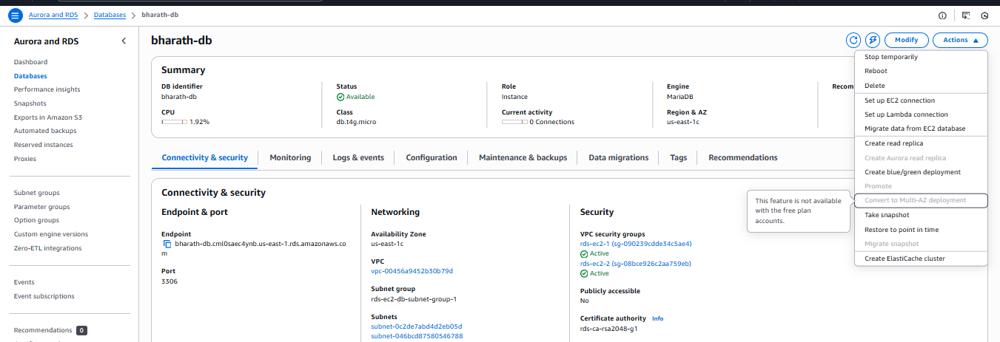 Aurora and RDS > Databases > bharath-db
Aurora and RDS
Dashboard
Databases
Performance insights
Snapshots
Exports in Amazon S3
Automated backups
Reserved instances
Proxies
Subnet groups
Parameter groups
Option groups
Custom engine versions
Zero-ETL integrations
Events
Event subscriptions
Recommendations 0
bharath-db
Modify
Actions
Summary
DB identifier
bharath-db
Status
Available
Role
Instance
Engine
MariaDB
Recom
CPU
1.92%
Class
db.t4g.micro
Current activity
0 Connections
Region & AZ
us-east-1c
Connectivity & security
Monitoring
Logs & events
Configuration
Maintenance & backups
Data migrations
Tags
Recommendations
Connectivity & security
Endpoint & port
Endpoint
bharath-db.cml0saec4ynb.us-east-1.rds.amazonaws.co
m
Port
3306
Networking
Availability Zone
us-east-1c
VPC
vpc-00456a9452b30b79d
Subnet group
rds-ec2-db-subnet-group-1
Subnets
subnet-0c2de7abd4d2eb05d
subnet-046bcd87580546788
Security
VPC security groups
rds-ec2-1 (sg-090239cdde34c5ae4)
Active
rds-ec2-2 (sg-08bce926c2aa759eb)
Active
Publicly accessible
No
Certificate authority Info
rds-ca-rsa2048-g1
Stop temporarily
Reboot
Delete
Set up EC2 connection
Set up Lambda connection
Migrate data from EC2 database
Create read replica
Create Aurora read replica
Create blue/green deployment
Promote
Convert to Multi-AZ deployment
Take snapshot
Restore to point in time
Migrate snapshot
Create ElastiCache cluster
This feature is not available
with the free plan
accounts.